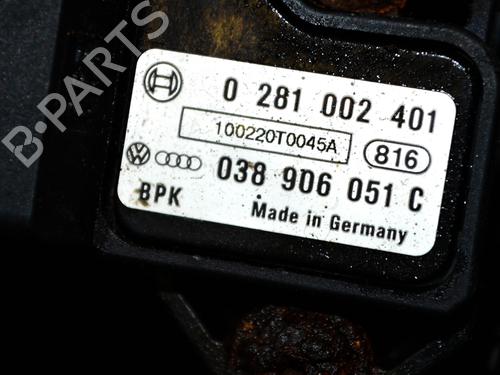 B-PARTS
0 281 002 401
100220T0045A
816
038 906 051 C
BPK
Made in Germany